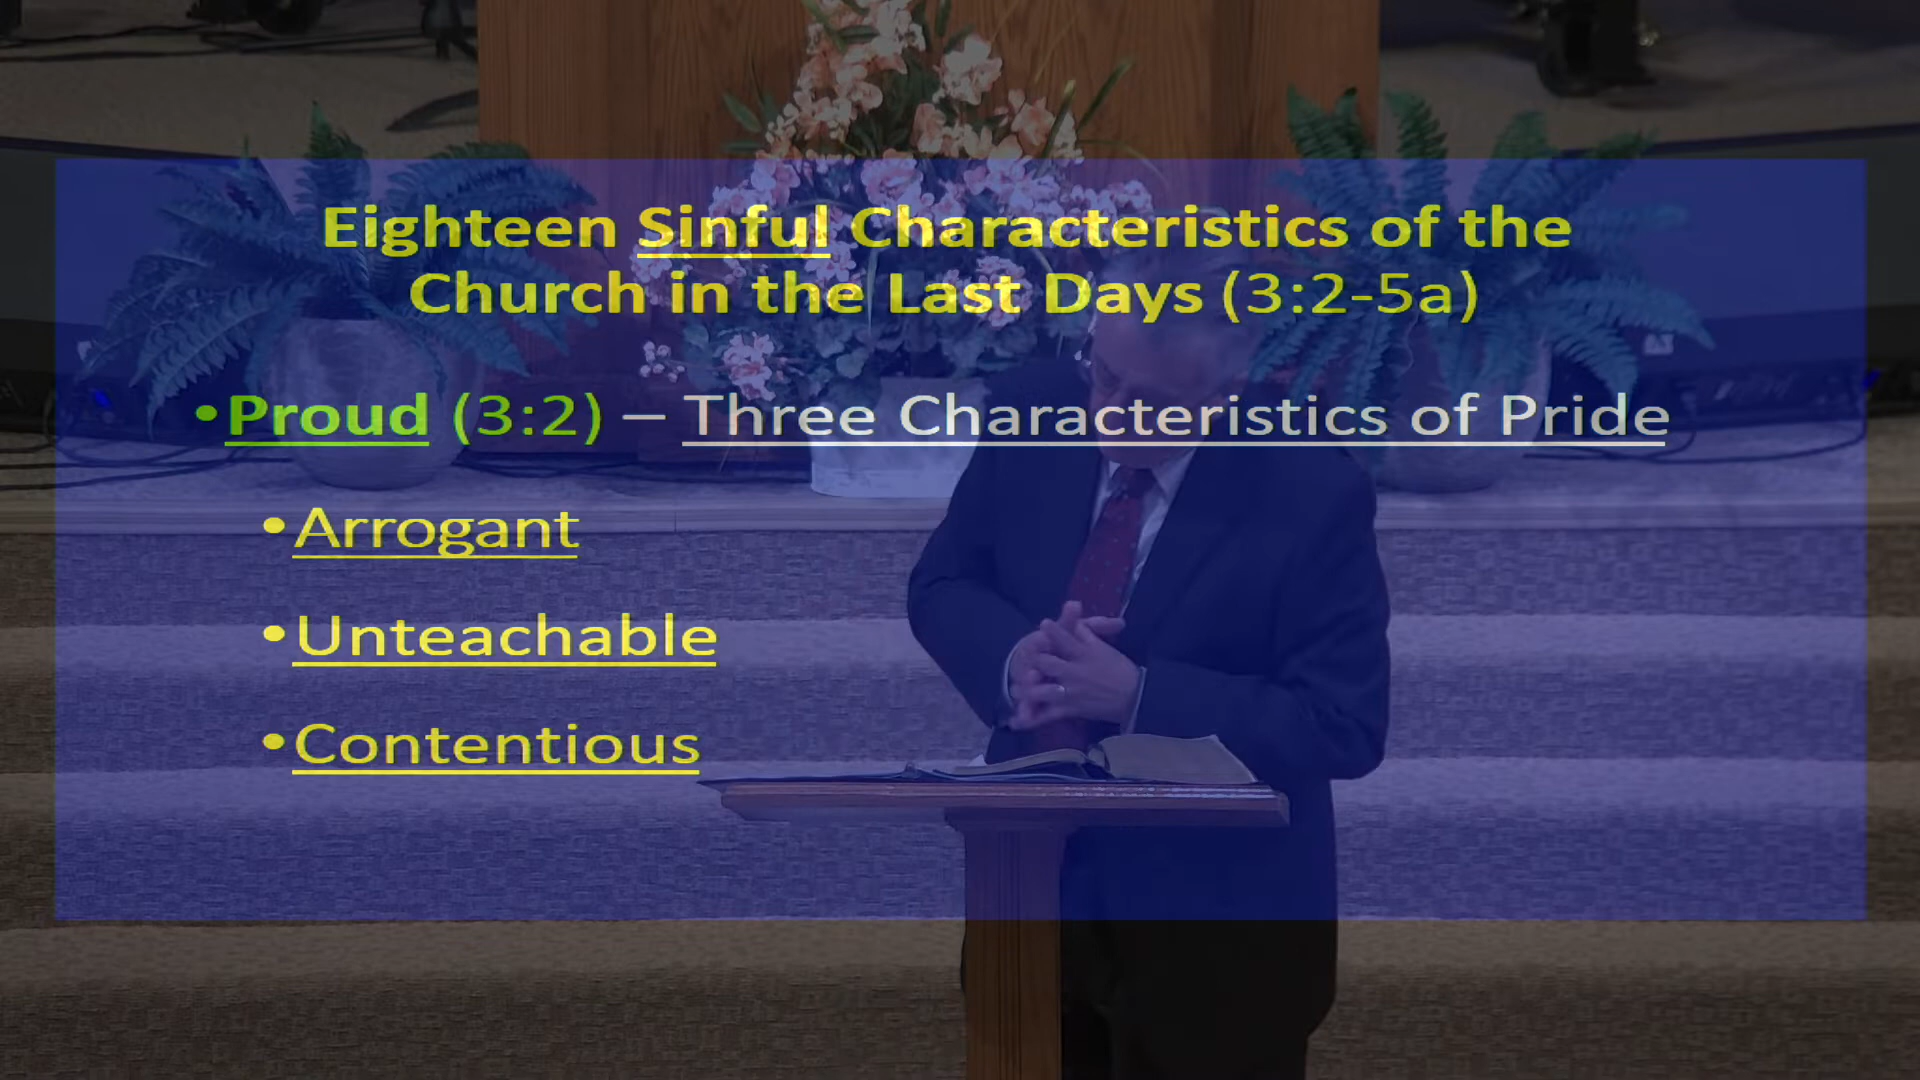 Eighteen Sinful Characteristics of the
Church in the Last Days (3:2-5a)
•Proud (3:2) – Three Characteristics of Pride
•Arrogant
•Unteachable
•Contentious